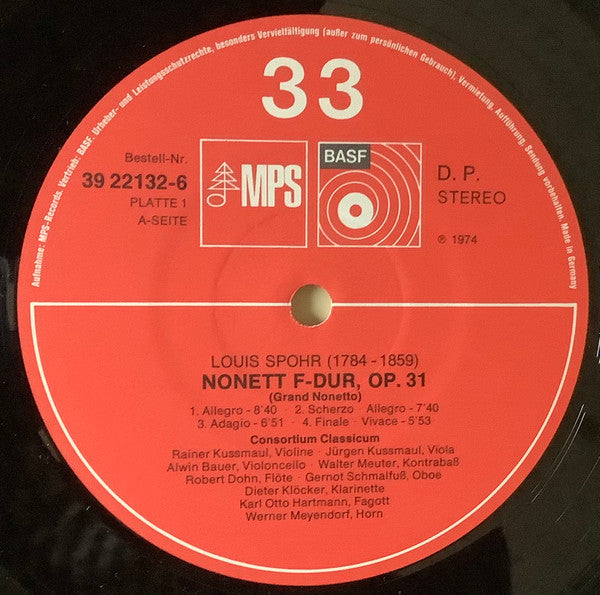 Aufnahme: MPS-Records. Vertrieb: BASF. Urheber- und Leistungsschutzrechte, besonders Vervielfältigung (außer zum persönlichen Gebrauch), Vermietung, Aufführung, Sendung vorbehalten. Made in Germany
33
Bestell-Nr.
39 22132-6
PLATTE 1
A-SEITE
MPS
BASF
D. P.
STEREO
℗ 1974
LOUIS SPOHR (1784 - 1859)
NONETT F-DUR, OP. 31
(Grand Nonetto)
1. Allegro - 8'40 · 2. Scherzo Allegro - 7'40
3. Adagio - 6'51 · 4. Finale · Vivace - 5'53
Consortium Classicum
Rainer Kussmaul, Violine · Jürgen Kussmaul, Viola
Alwin Bauer, Violoncello · Walter Meuter, Kontrabaß
Robert Dohn, Flöte · Gernot Schmalfuß, Oboe
Dieter Klöcker, Klarinette
Karl Otto Hartmann, Fagott
Werner Meyendorf, Horn